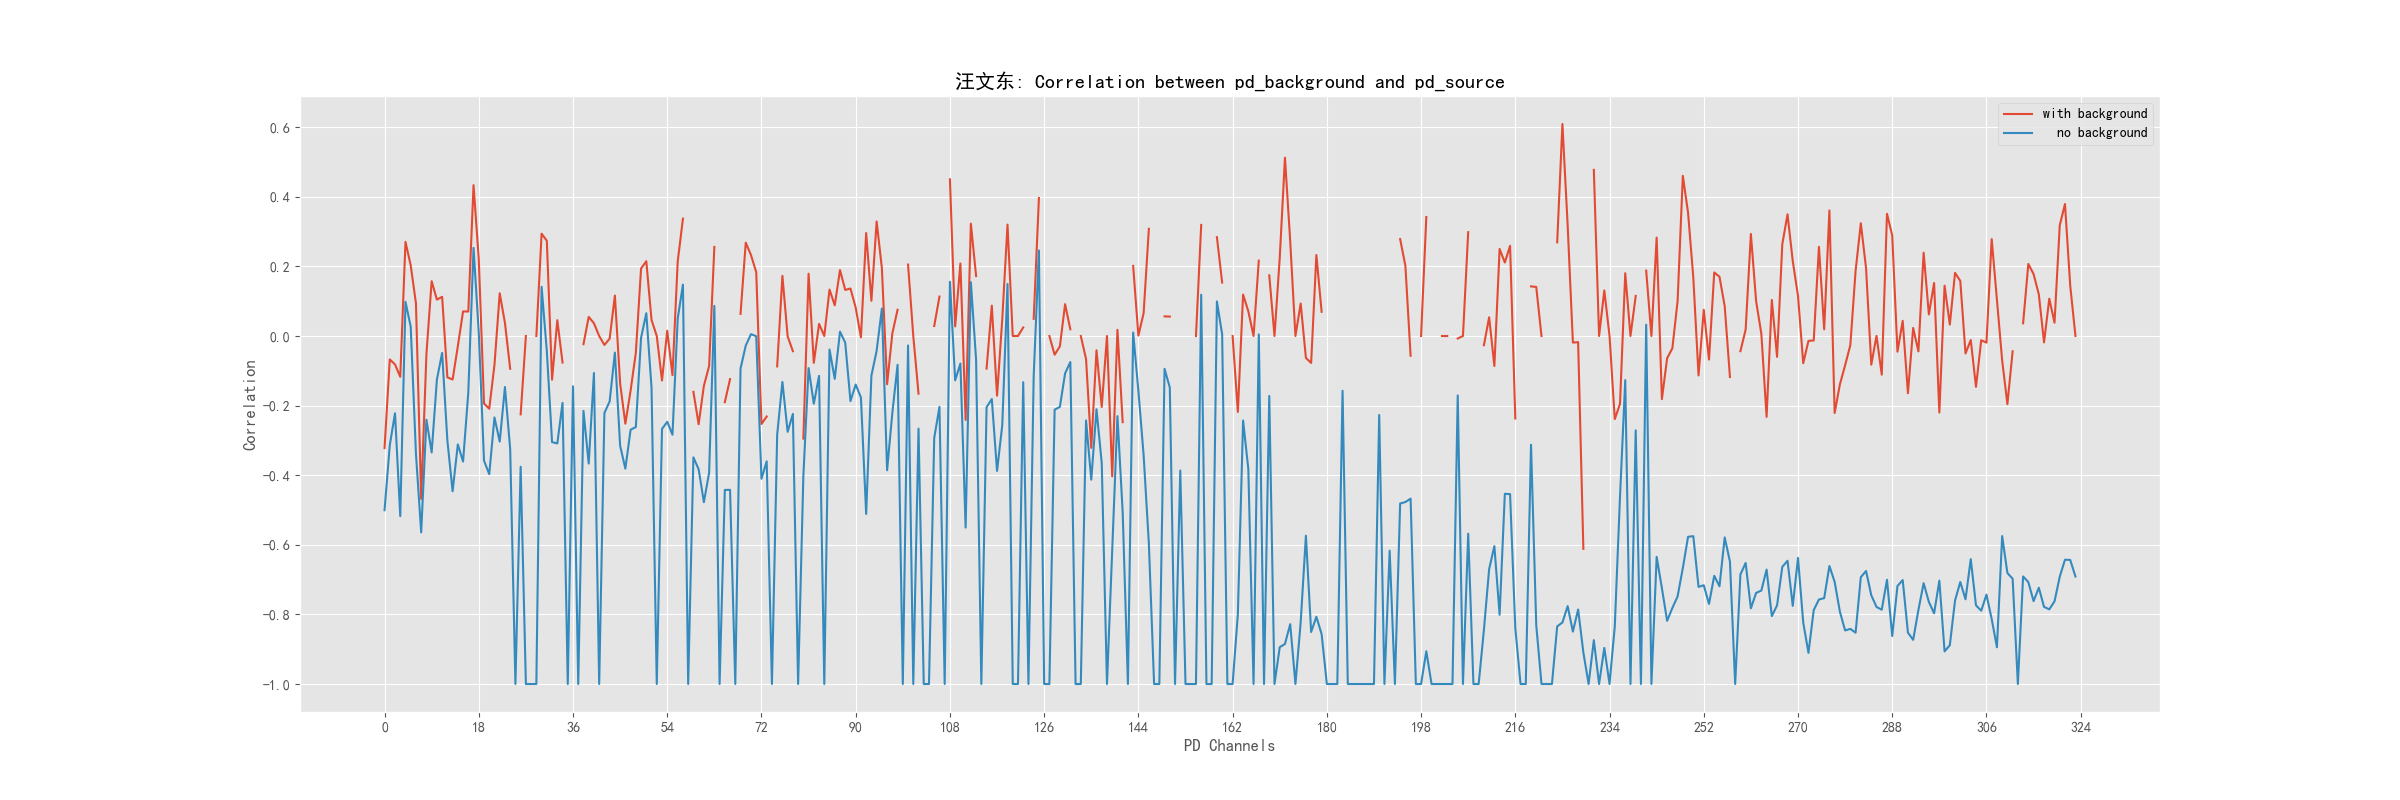 汪文东: Correlation between pd_background and pd_source
with background
no background
0.6
0.4
0.2
0.0
−0.2
−0.4
−0.6
−0.8
−1.0
Correlation
0 18 36 54 72 90 108 126 144 162 180 198 216 234 252 270 288 306 324
PD Channels